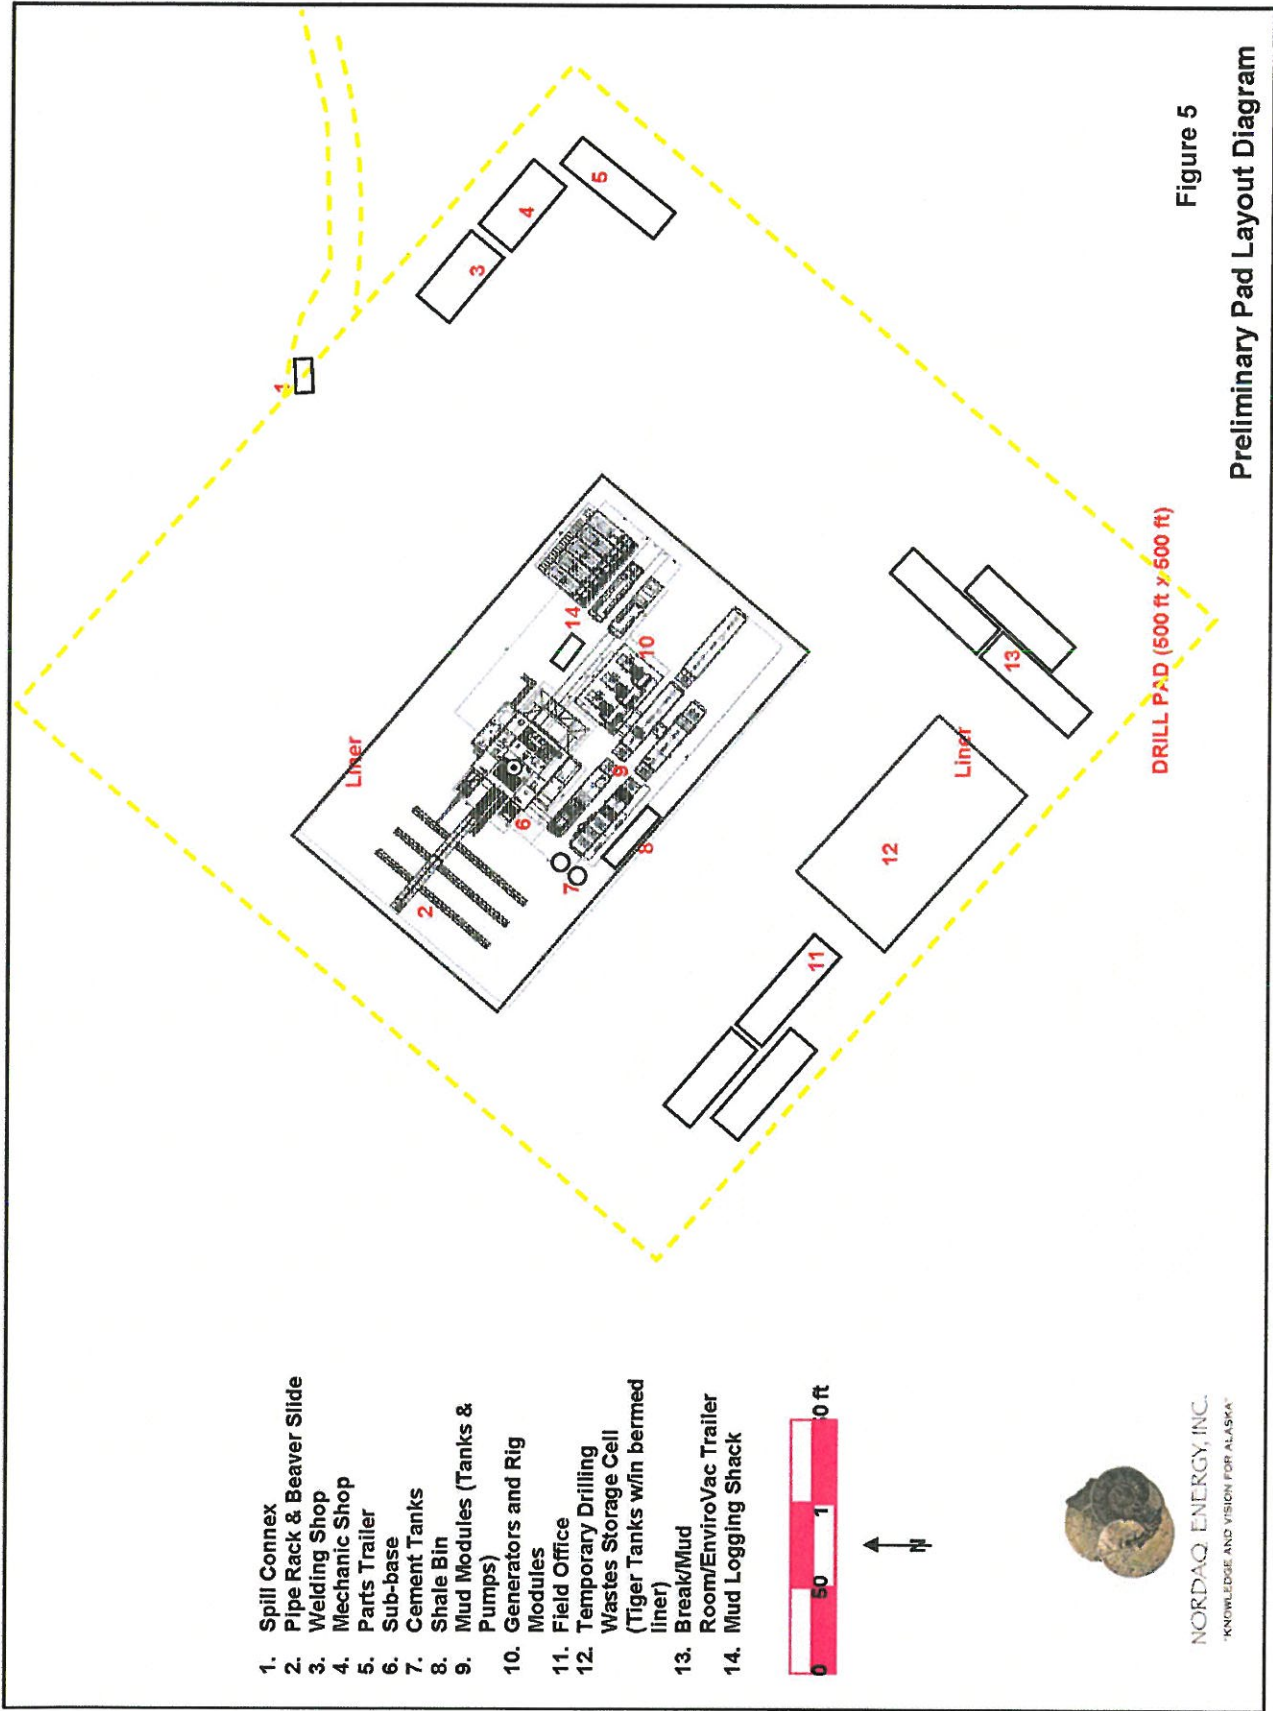 1. Spill Connex
2. Pipe Rack & Beaver Slide
3. Welding Shop
4. Mechanic Shop
5. Parts Trailer
6. Sub-base
7. Cement Tanks
8. Shale Bin
9. Mud Modules (Tanks &
Pumps)
10. Generators and Rig
Modules
11. Field Office
12. Temporary Drilling
Wastes Storage Cell
(Tiger Tanks w/in bermed
liner)
13. Break/Mud
Room/EnviroVac Trailer
14. Mud Logging Shack
0
50
1
0 ft
N
NORDAQ ENERGY, INC.
"KNOWLEDGE AND VISION FOR ALASKA"
1
2
3
4
5
6
7
8
9
10
11
12
13
14
Liner
Liner
DRILL PAD (500 ft x 500 ft)
Figure 5
Preliminary Pad Layout Diagram